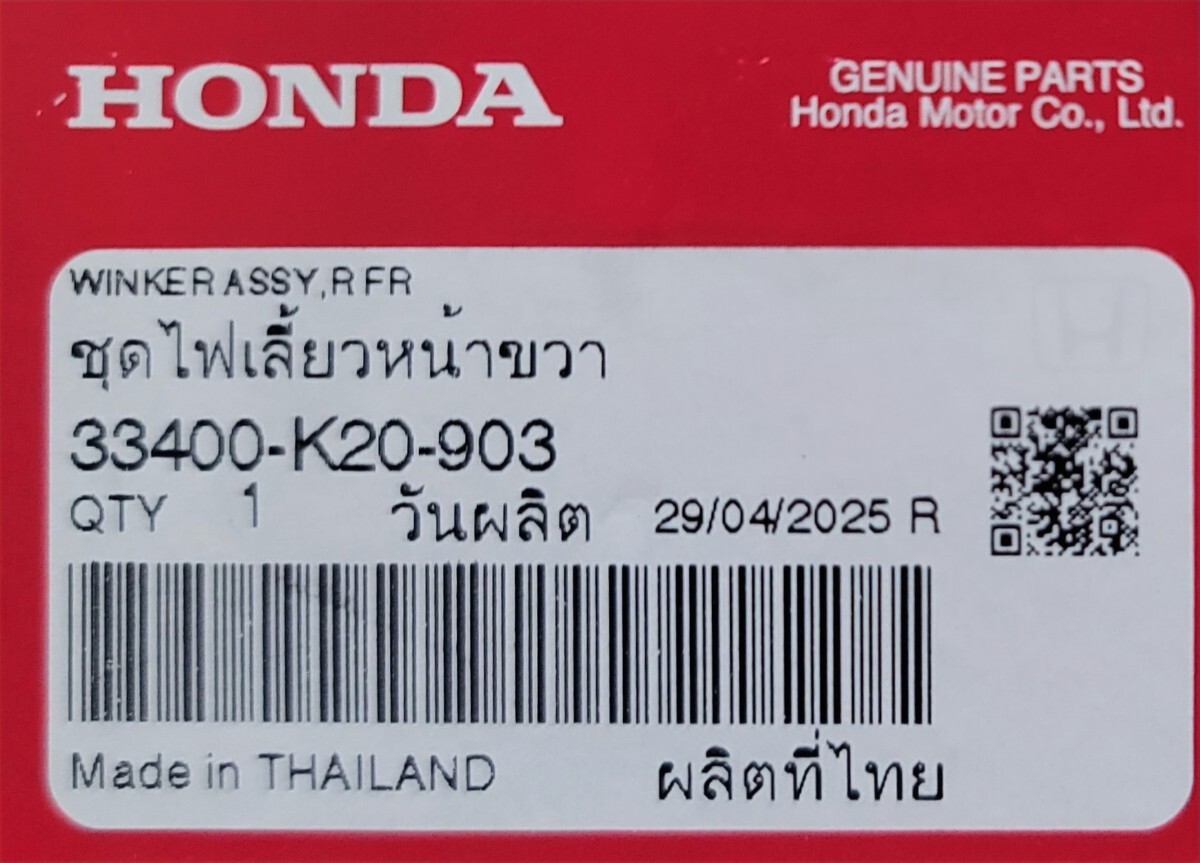 HONDA
GENUINE PARTS
Honda Motor Co., Ltd.
WINKER ASSY,R FR
ชุดไฟเลี้ยวหน้าขวา
33400-K20-903
QTY 1 วันผลิต 29/04/2025 R
Made in THAILAND ผลิตที่ไทย